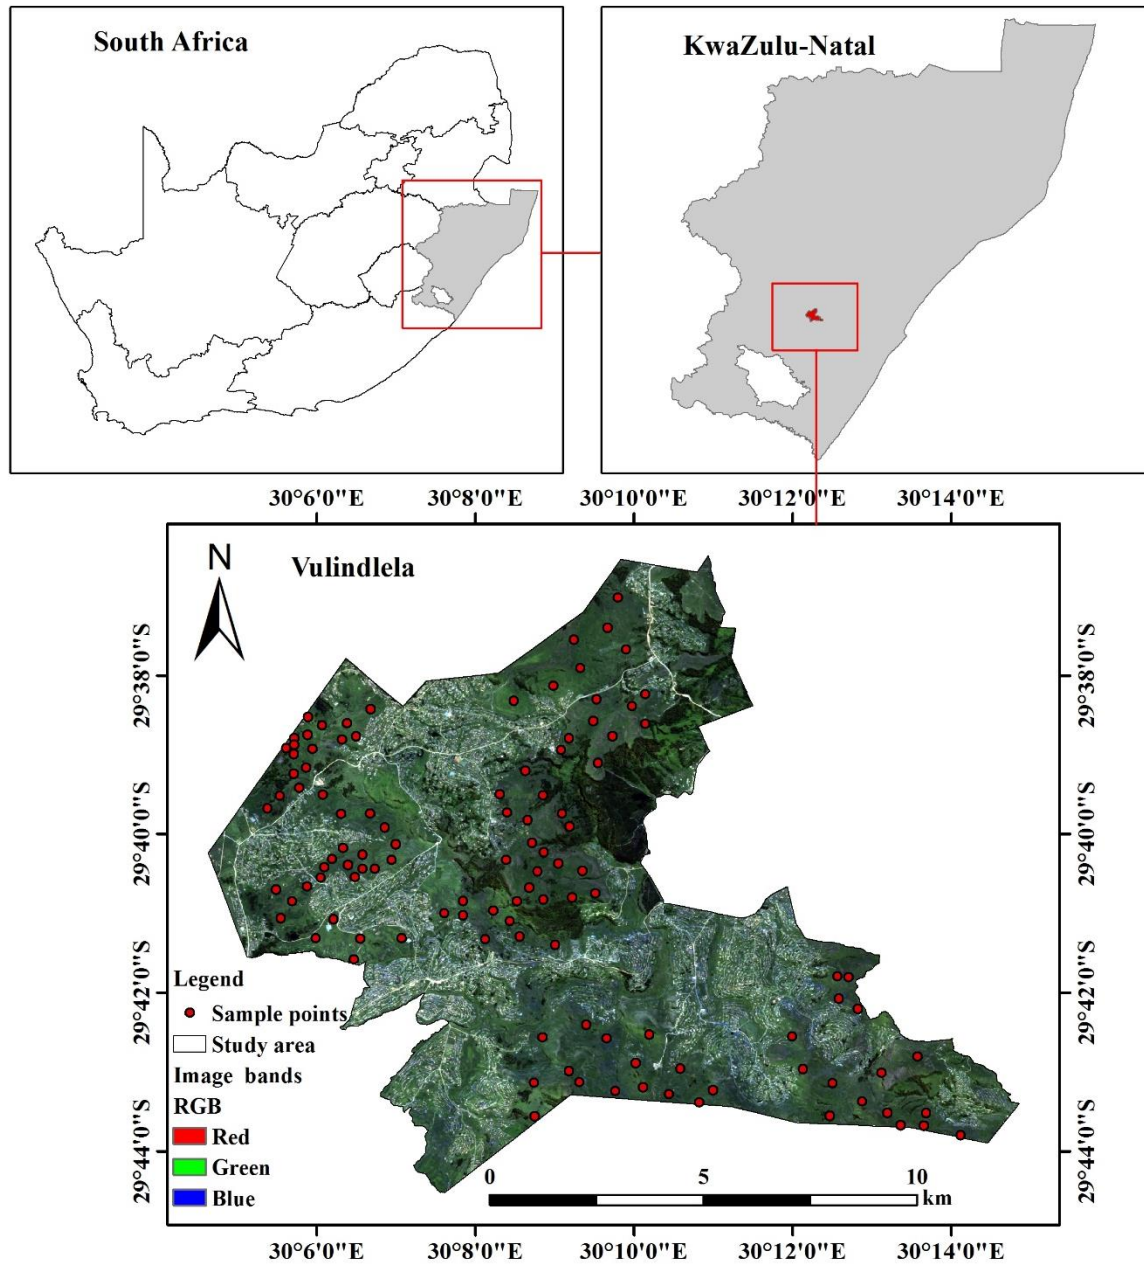 South Africa
KwaZulu-Natal
30°6'0"E 30°8'0"E 30°10'0"E 30°12'0"E 30°14'0"E
N
Vulindlela
29°38'0"S
29°38'0"S
29°40'0"S
29°40'0"S
29°42'0"S
29°42'0"S
29°44'0"S
29°44'0"S
Legend
Sample points
Study area
Image bands
RGB
Red
Green
Blue
0 5 10
km
30°6'0"E 30°8'0"E 30°10'0"E 30°12'0"E 30°14'0"E